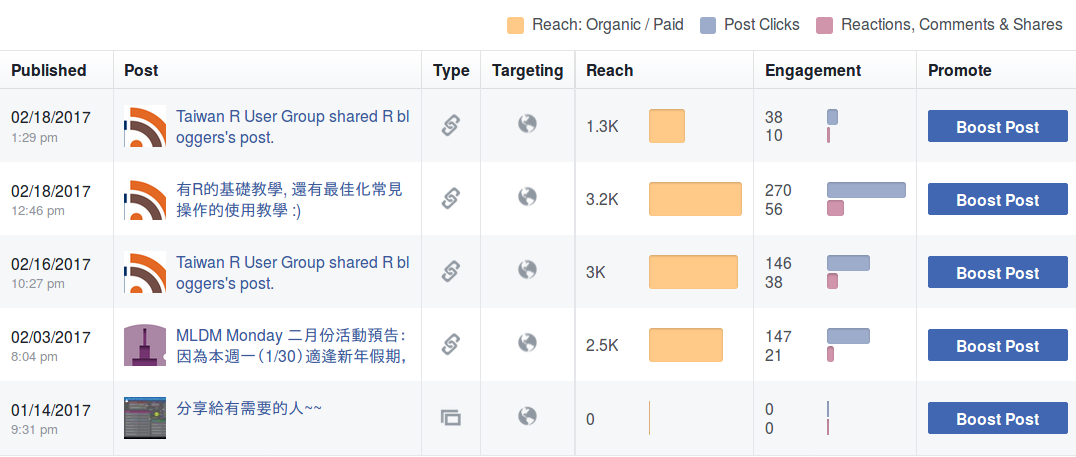 Reach: Organic / Paid Post Clicks Reactions, Comments & Shares
Published Post Type Targeting Reach Engagement Promote
02/18/2017
1:29 pm
Taiwan R User Group shared R bl
oggers's post.
1.3K
38
10
Boost Post
02/18/2017
12:46 pm
有R的基礎教學, 還有最佳化常見
操作的使用教學 :)
3.2K
270
56
Boost Post
02/16/2017
10:27 pm
Taiwan R User Group shared R bl
oggers's post.
3K
146
38
Boost Post
02/03/2017
8:04 pm
MLDM Monday 二月份活動預告：
因為本週一（1/30）適逢新年假期，
2.5K
147
21
Boost Post
01/14/2017
9:31 pm
分享給有需要的人~~
0
0
0
Boost Post